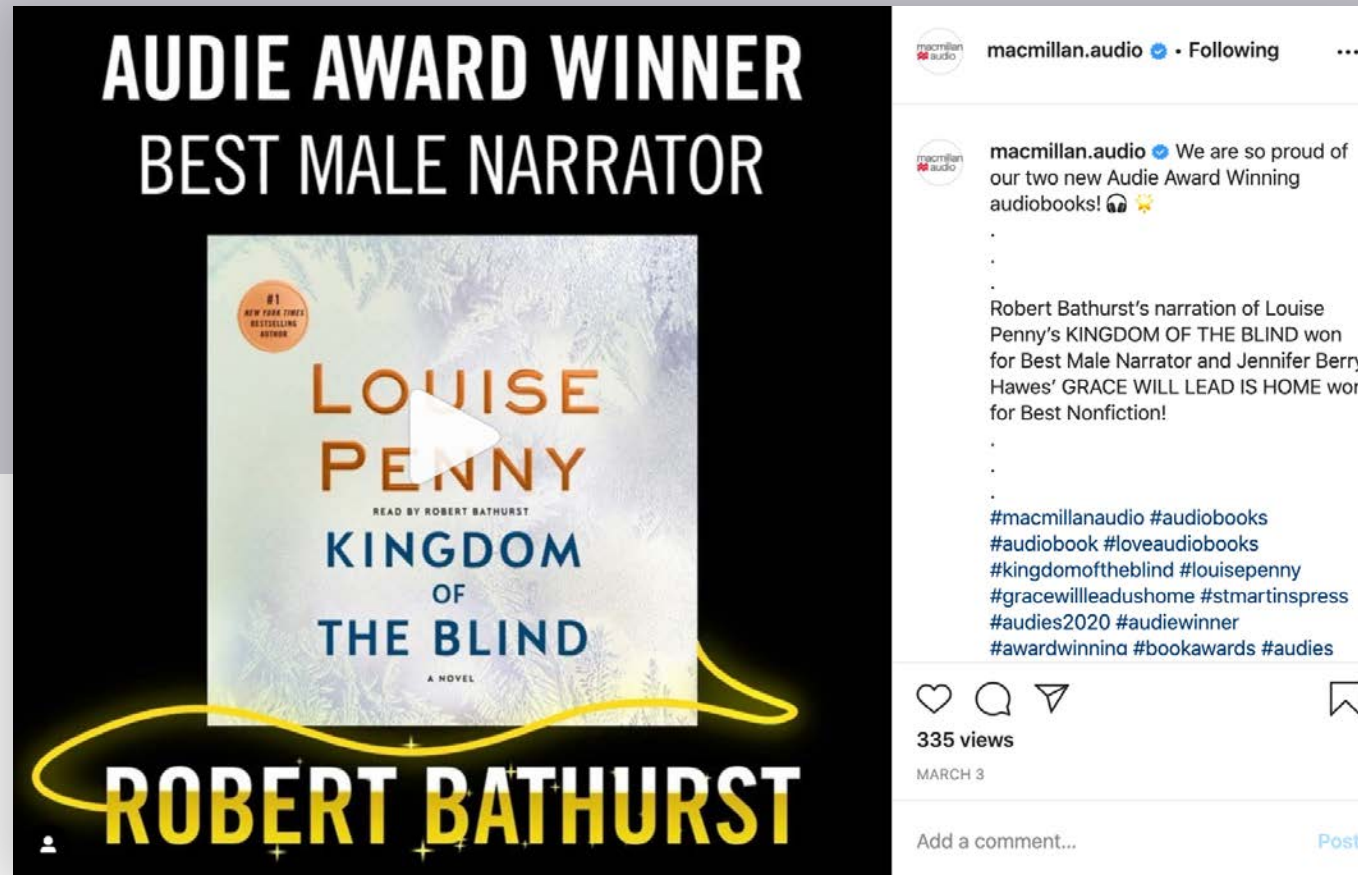 AUDIE AWARD WINNER
BEST MALE NARRATOR
#1
NEW YORK TIMES
BESTSELLING
AUTHOR
LOUISE
PENNY
READ BY ROBERT BATHURST
KINGDOM
OF
THE BLIND
A NOVEL
ROBERT BATHURST
macmillan
audio
macmillan.audio • Following
•••
macmillan
audio
macmillan.audio We are so proud of
our two new Audie Award Winning
audiobooks! 🎧 🌟
.
.
.
Robert Bathurst’s narration of Louise
Penny’s KINGDOM OF THE BLIND won
for Best Male Narrator and Jennifer Berry
Hawes’ GRACE WILL LEAD IS HOME won
for Best Nonfiction!
.
.
.
#macmillanaudio #audiobooks
#audiobook #loveaudiobooks
#kingdomoftheblind #louisepenny
#gracewillleadushome #stmartinspress
#audies2020 #audiewinner
#awardwinning #bookawards #audies
335 views
MARCH 3
Add a comment...
Post